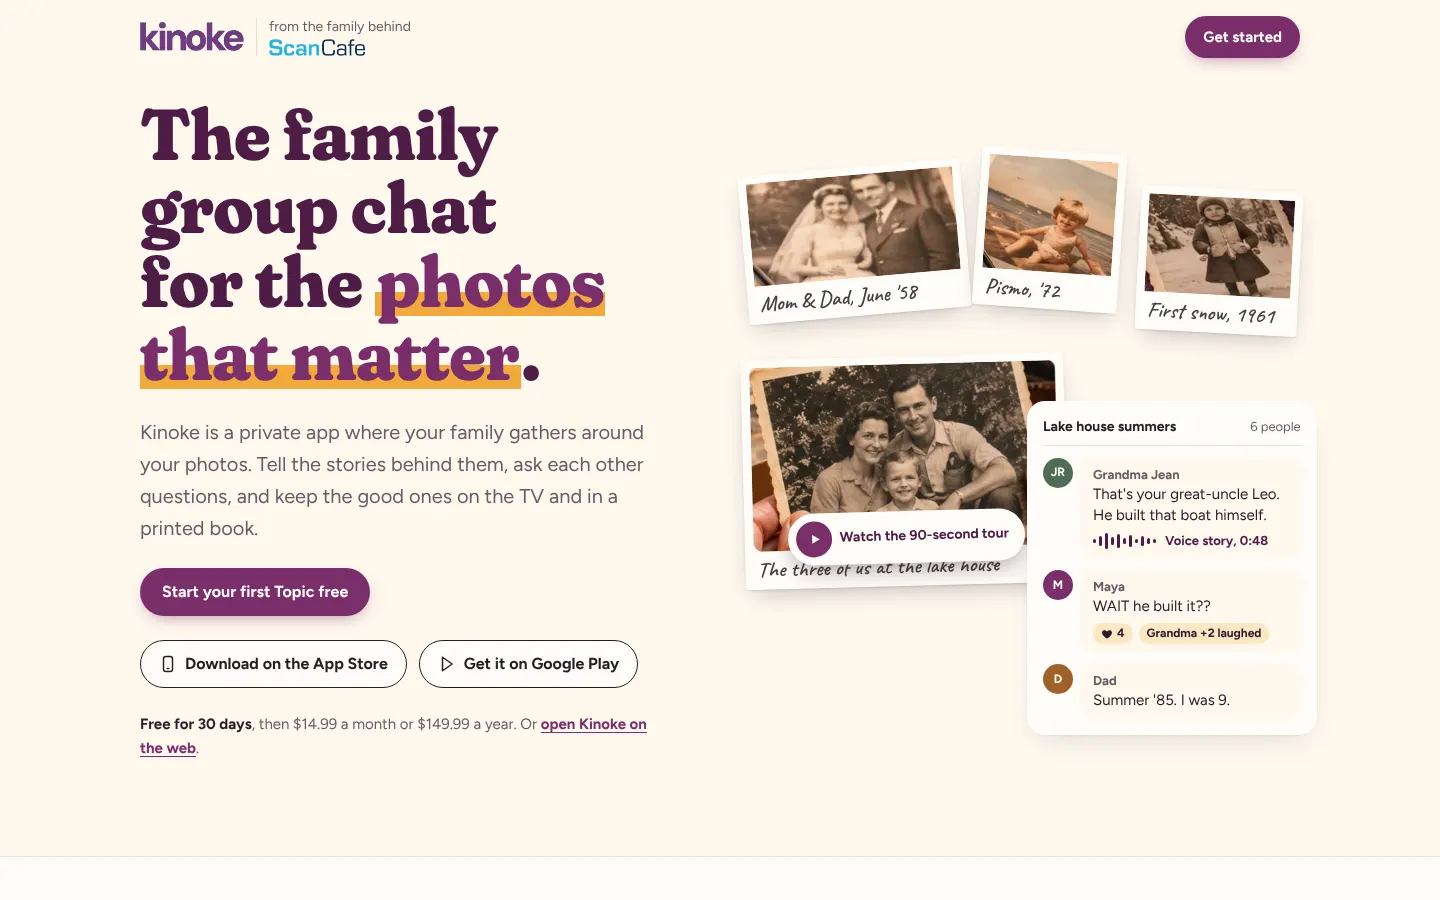 kinoke
from the family behind
ScanCafe
Get started
The family
group chat
for the photos
that matter.
Kinoke is a private app where your family gathers around
your photos. Tell the stories behind them, ask each other
questions, and keep the good ones on the TV and in a
printed book.
Start your first Topic free
Download on the App Store
Get it on Google Play
Free for 30 days, then $14.99 a month or $149.99 a year. Or open Kinoke on
the web.
Mom & Dad, June '58
Pismo, '72
First snow, 1961
Watch the 90-second tour
The three of us at the lake house
Lake house summers
6 people
JR
Grandma Jean
That's your great-uncle Leo.
He built that boat himself.
Voice story, 0:48
M
Maya
WAIT he built it??
4
Grandma +2 laughed
D
Dad
Summer '85. I was 9.